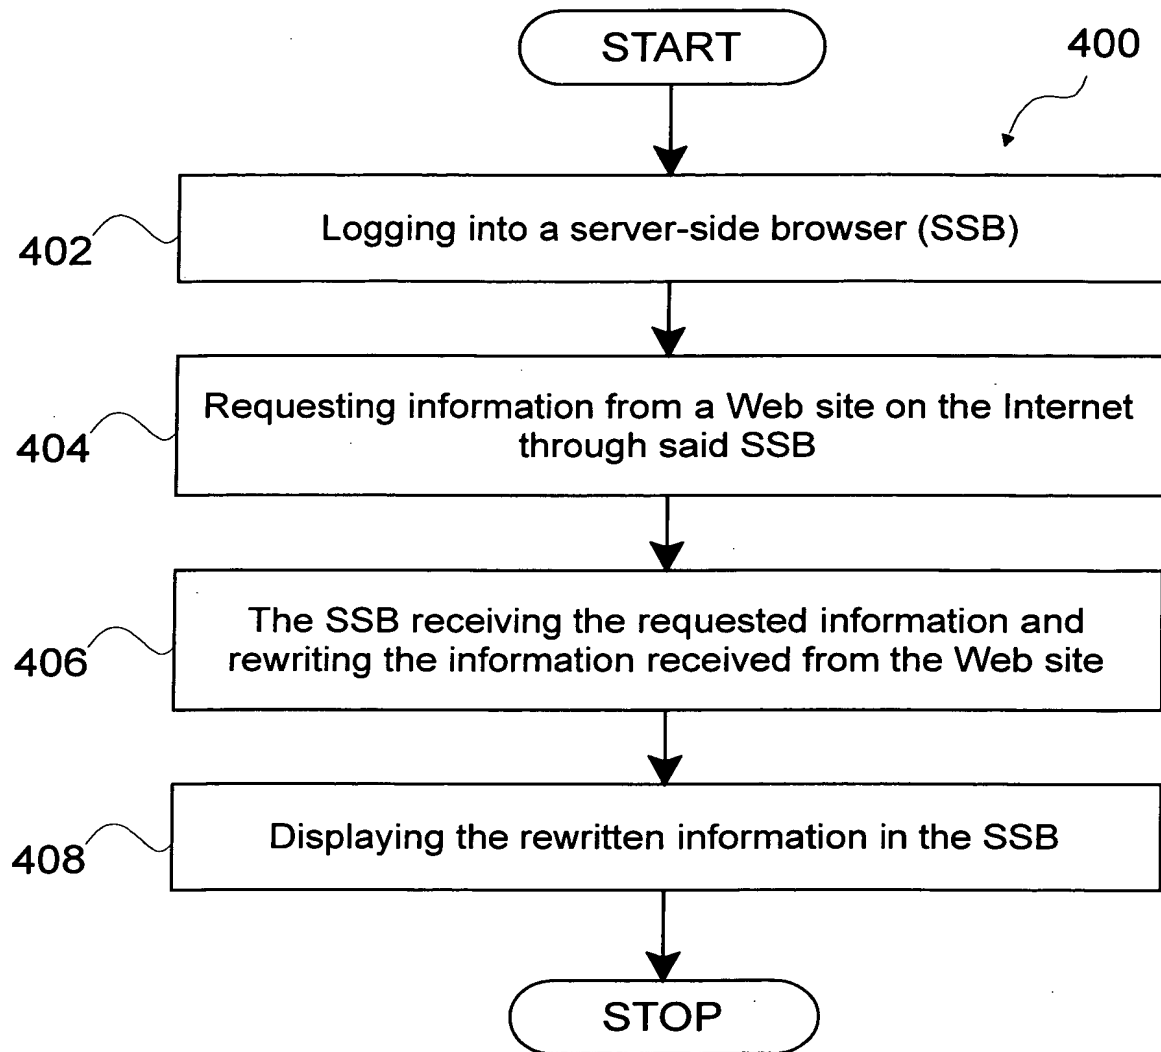 START
400
Logging into a server-side browser (SSB)
402
Requesting information from a Web site on the Internet
through said SSB
404
The SSB receiving the requested information and
rewriting the information received from the Web site
406
Displaying the rewritten information in the SSB
408
STOP